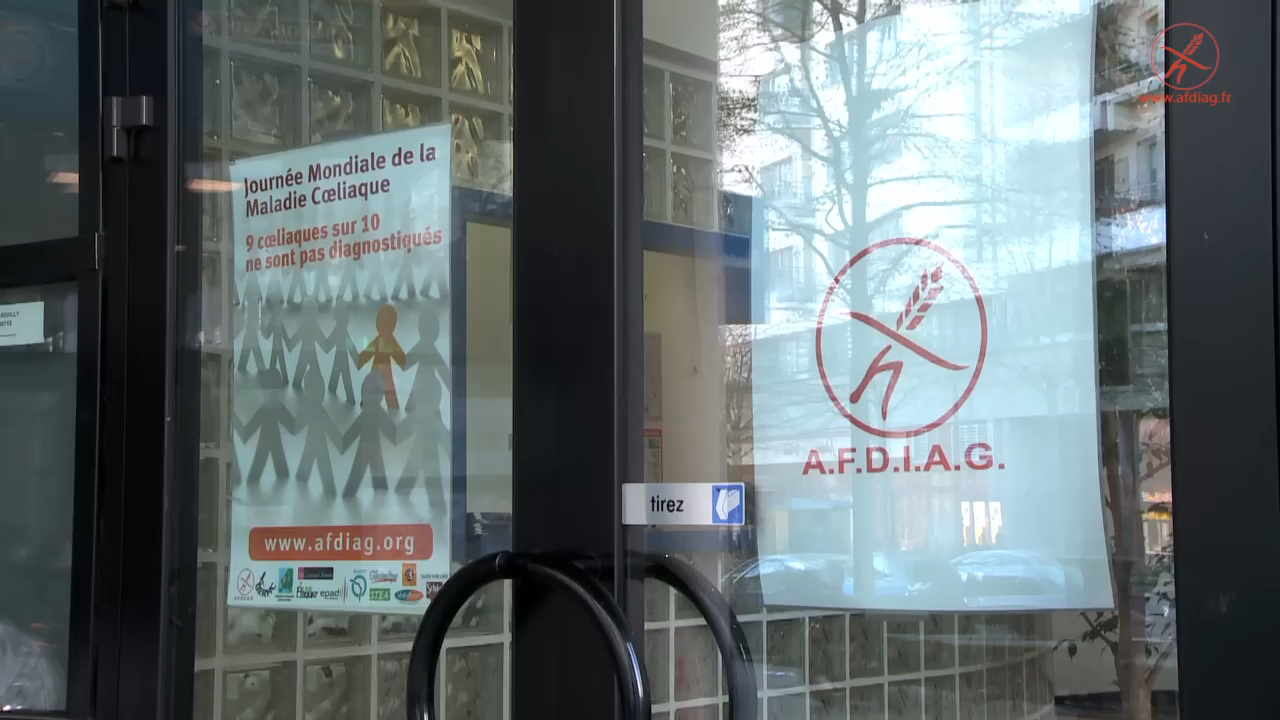 Journée Mondiale de la
Maladie Cœliaque
9 cœliaques sur 10
ne sont pas diagnostiqués
www.afdiag.org
tirez
A.F.D.I.A.G.
www.afdiag.fr